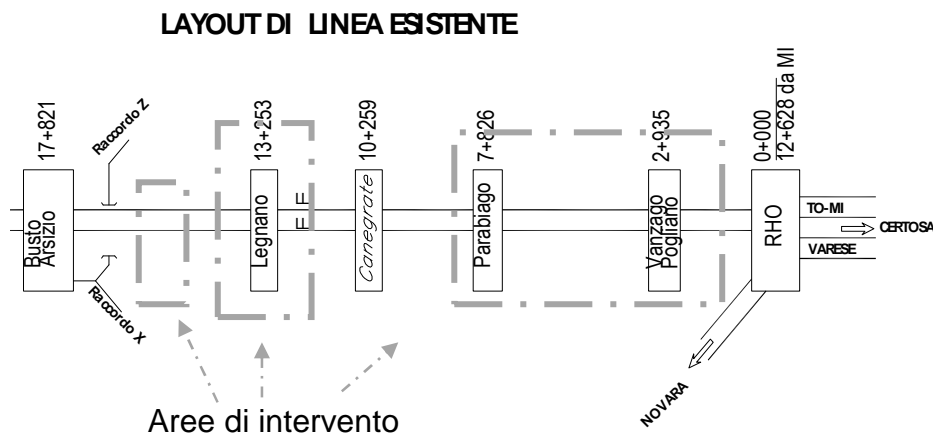 LAYOUT DI LINEA ESISTENTE
17+821
Raccordo Z
13+253
10+259
7+826
2+935
0+000
12+628 da MI
Busto
Arsizio
Legnano
Canegrate
Parabiago
Vanzago
Pogliano
RHO
TO-MI
CERTOSA
VARESE
Raccordo X
NOVARA
Aree di intervento